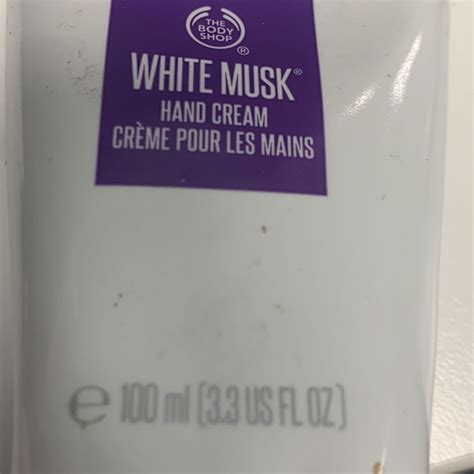 THE
BODY
SHOP®
WHITE MUSK®
HAND CREAM
CRÈME POUR LES MAINS
℮ 100 ml (3.3 US FL OZ)